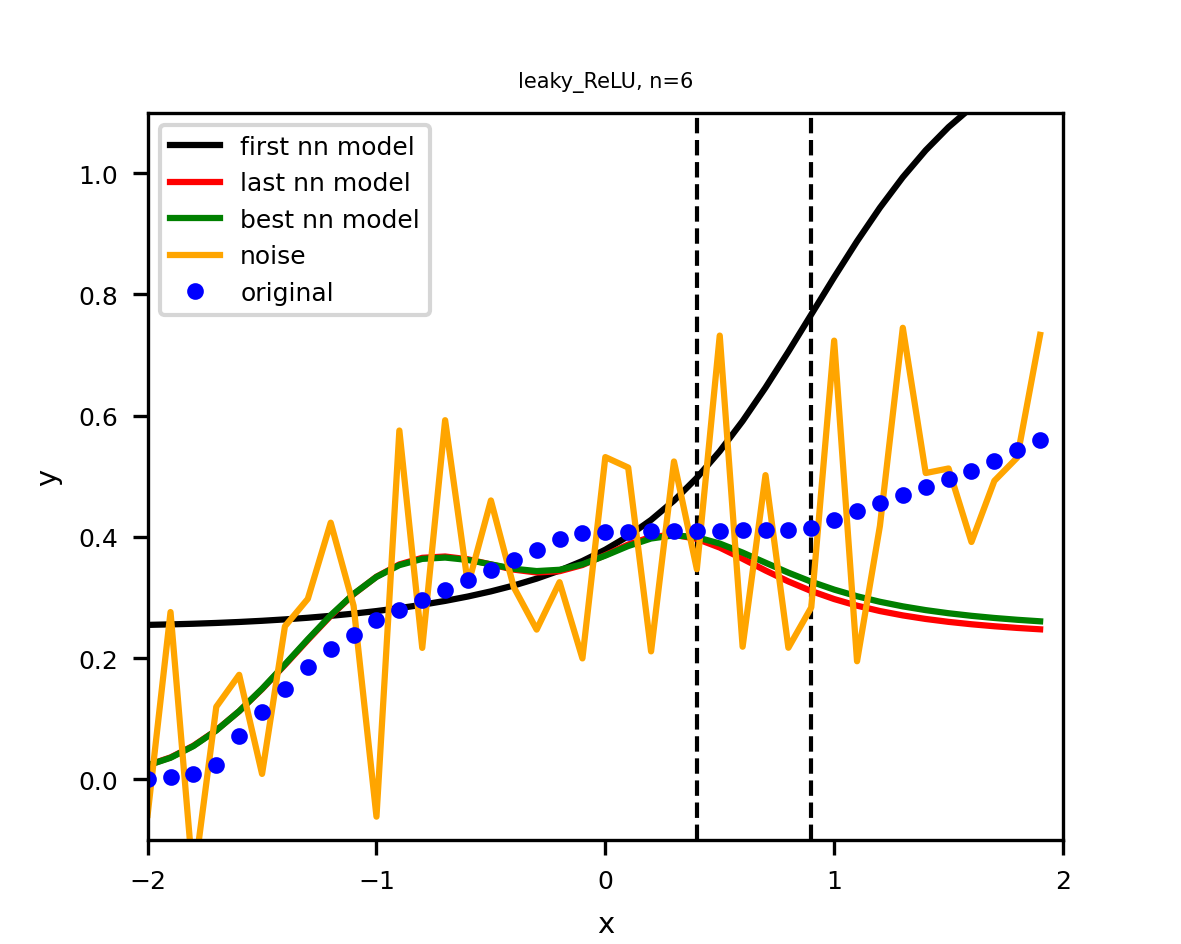 leaky_ReLU, n=6
first nn model
last nn model
best nn model
noise
original
1.0
0.8
0.6
0.4
0.2
0.0
y
−2 −1 0 1 2
x